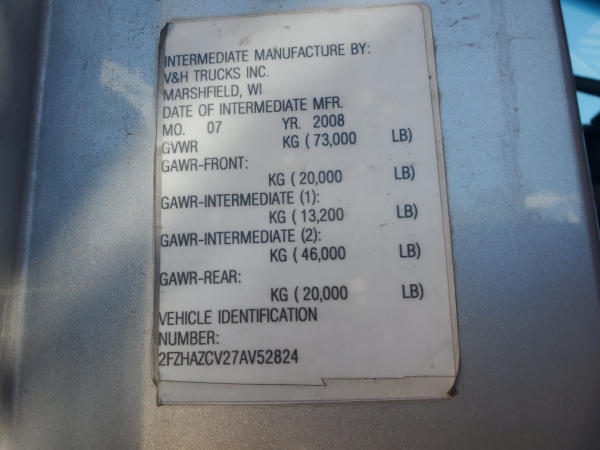 INTERMEDIATE MANUFACTURE BY:
V&H TRUCKS INC.
MARSHFIELD, WI
DATE OF INTERMEDIATE MFR.
MO. 07 YR. 2008
GVWR KG ( 73,000 LB)
GAWR-FRONT:
KG ( 20,000 LB)
GAWR-INTERMEDIATE (1):
KG ( 13,200 LB)
GAWR-INTERMEDIATE (2):
KG ( 46,000 LB)
GAWR-REAR:
KG ( 20,000 LB)
VEHICLE IDENTIFICATION
NUMBER:
2FZHAZCV27AV52824